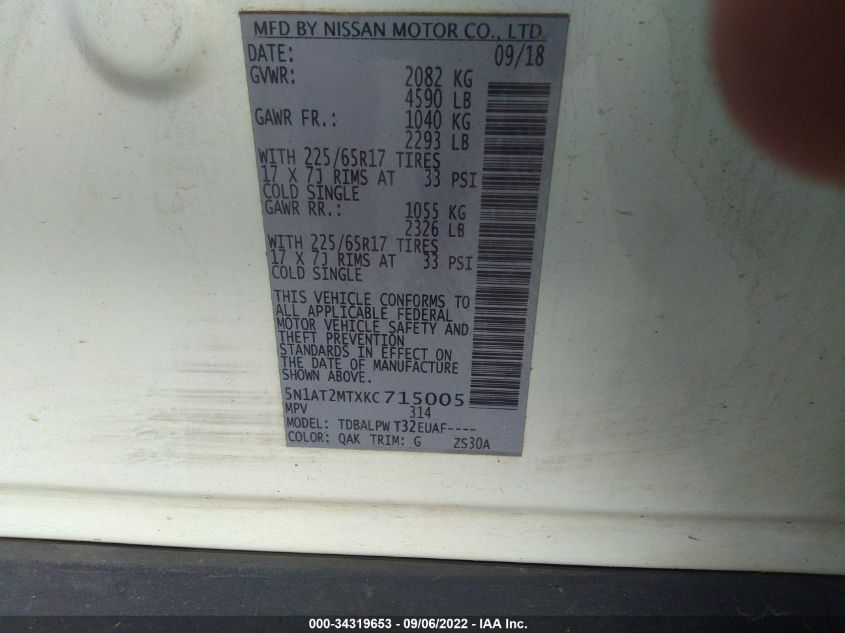 MFD BY NISSAN MOTOR CO., LTD.
DATE: 09/18
GVWR: 2082 KG
4590 LB
GAWR FR.: 1040 KG
2293 LB
WITH 225/65R17 TIRES
17 X 7J RIMS AT 33 PSI
COLD SINGLE
GAWR RR.: 1055 KG
2326 LB
WITH 225/65R17 TIRES
17 X 7J RIMS AT 33 PSI
COLD SINGLE
THIS VEHICLE CONFORMS TO
ALL APPLICABLE FEDERAL
MOTOR VEHICLE SAFETY AND
THEFT PREVENTION
STANDARDS IN EFFECT ON
THE DATE OF MANUFACTURE
SHOWN ABOVE.
5N1AT2MTXKC715005
MPV 314
MODEL: TDBALPW T32EUAF----
COLOR: QAK TRIM: G ZS30A
000-34319653 - 09/06/2022 - IAA Inc.